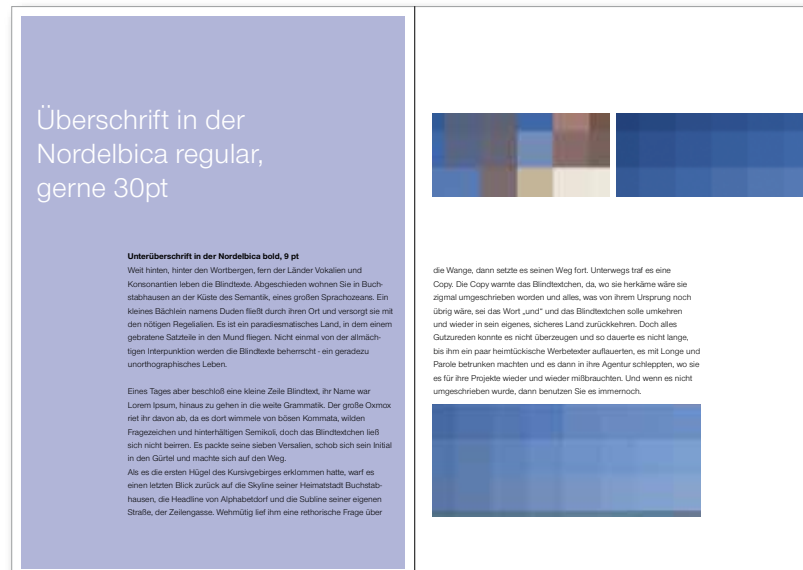 Überschrift in der
Nordelbica regular,
gerne 30pt
Unterüberschrift in der Nordelbica bold, 9 pt
Weit hinten, hinter den Wortbergen, fern der Länder Vokalien und
Konsonantien leben die Blindtexte. Abgeschieden wohnen Sie in Buch-
stabhausen an der Küste des Semantik, eines großen Sprachozeans. Ein
kleines Bächlein namens Duden fließt durch ihren Ort und versorgt sie mit
den nötigen Regelialien. Es ist ein paradiesmatisches Land, in dem einem
gebratene Satzteile in den Mund fliegen. Nicht einmal von der allmäch-
tigen Interpunktion werden die Blindtexte beherrscht - ein geradezu
unorthographisches Leben.
Eines Tages aber beschloß eine kleine Zeile Blindtext, ihr Name war
Lorem Ipsum, hinaus zu gehen in die weite Grammatik. Der große Oxmox
riet ihr davon ab, da es dort wimmele von bösen Kommata, wilden
Fragezeichen und hinterhältigen Semikoli, doch das Blindtextchen ließ
sich nicht beirren. Es packte seine sieben Versalien, schob sich sein Initial
in den Gürtel und machte sich auf den Weg.
Als es die ersten Hügel des Kursivgebirges erklommen hatte, warf es
einen letzten Blick zurück auf die Skyline seiner Heimatstadt Buchstab-
hausen, die Headline von Alphabetdorf und die Subline seiner eigenen
Straße, der Zeilengasse. Wehmütig lief ihm eine rethorische Frage über
die Wange, dann setzte es seinen Weg fort. Unterwegs traf es eine
Copy. Die Copy warnte das Blindtextchen, da, wo sie herkäme wäre sie
zigmal umgeschrieben worden und alles, was von ihrem Ursprung noch
übrig wäre, sei das Wort „und“ und das Blindtextchen solle umkehren
und wieder in sein eigenes, sicheres Land zurückkehren. Doch alles
Gutzureden konnte es nicht überzeugen und so dauerte es nicht lange,
bis ihm ein paar heimtückische Werbetexter auflauerten, es mit Longe und
Parole betrunken machten und es dann in ihre Agentur schleppten, wo sie
es für ihre Projekte wieder und wieder mißbrauchten. Und wenn es nicht
umgeschrieben wurde, dann benutzen Sie es immernoch.